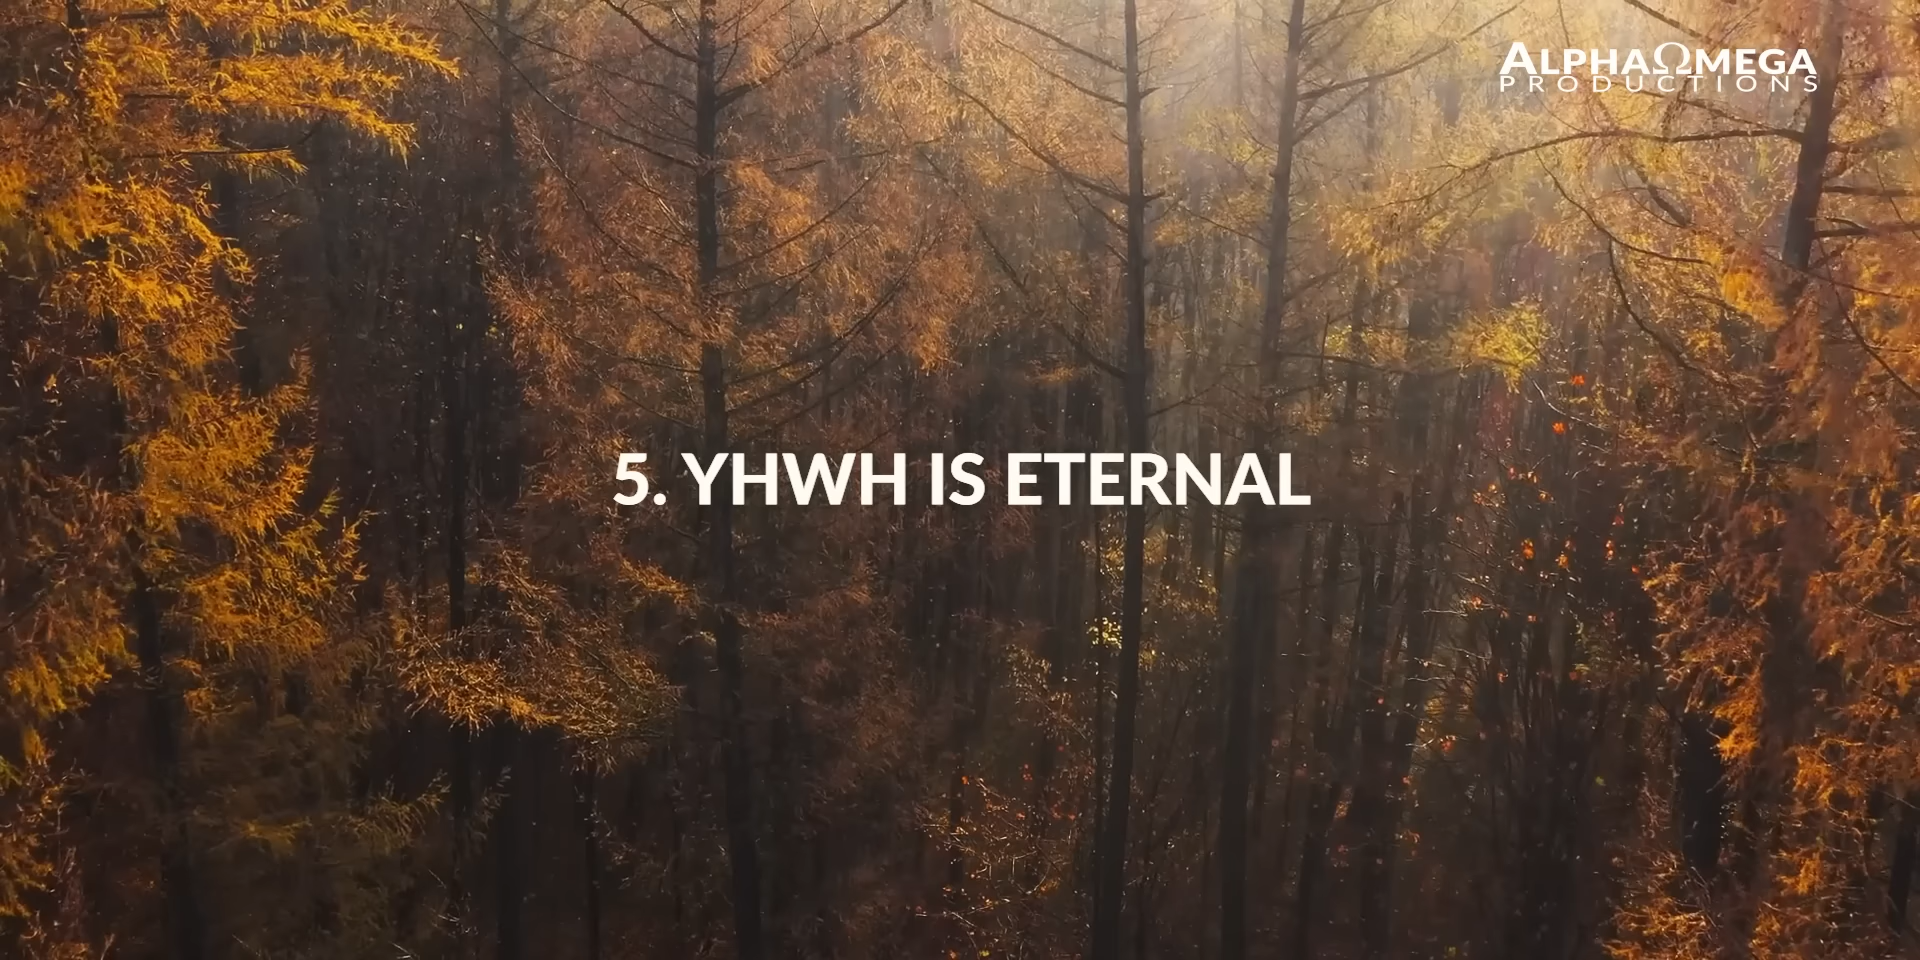 ALPHAΩMEGA
PRODUCTIONS
5. YHWH IS ETERNAL